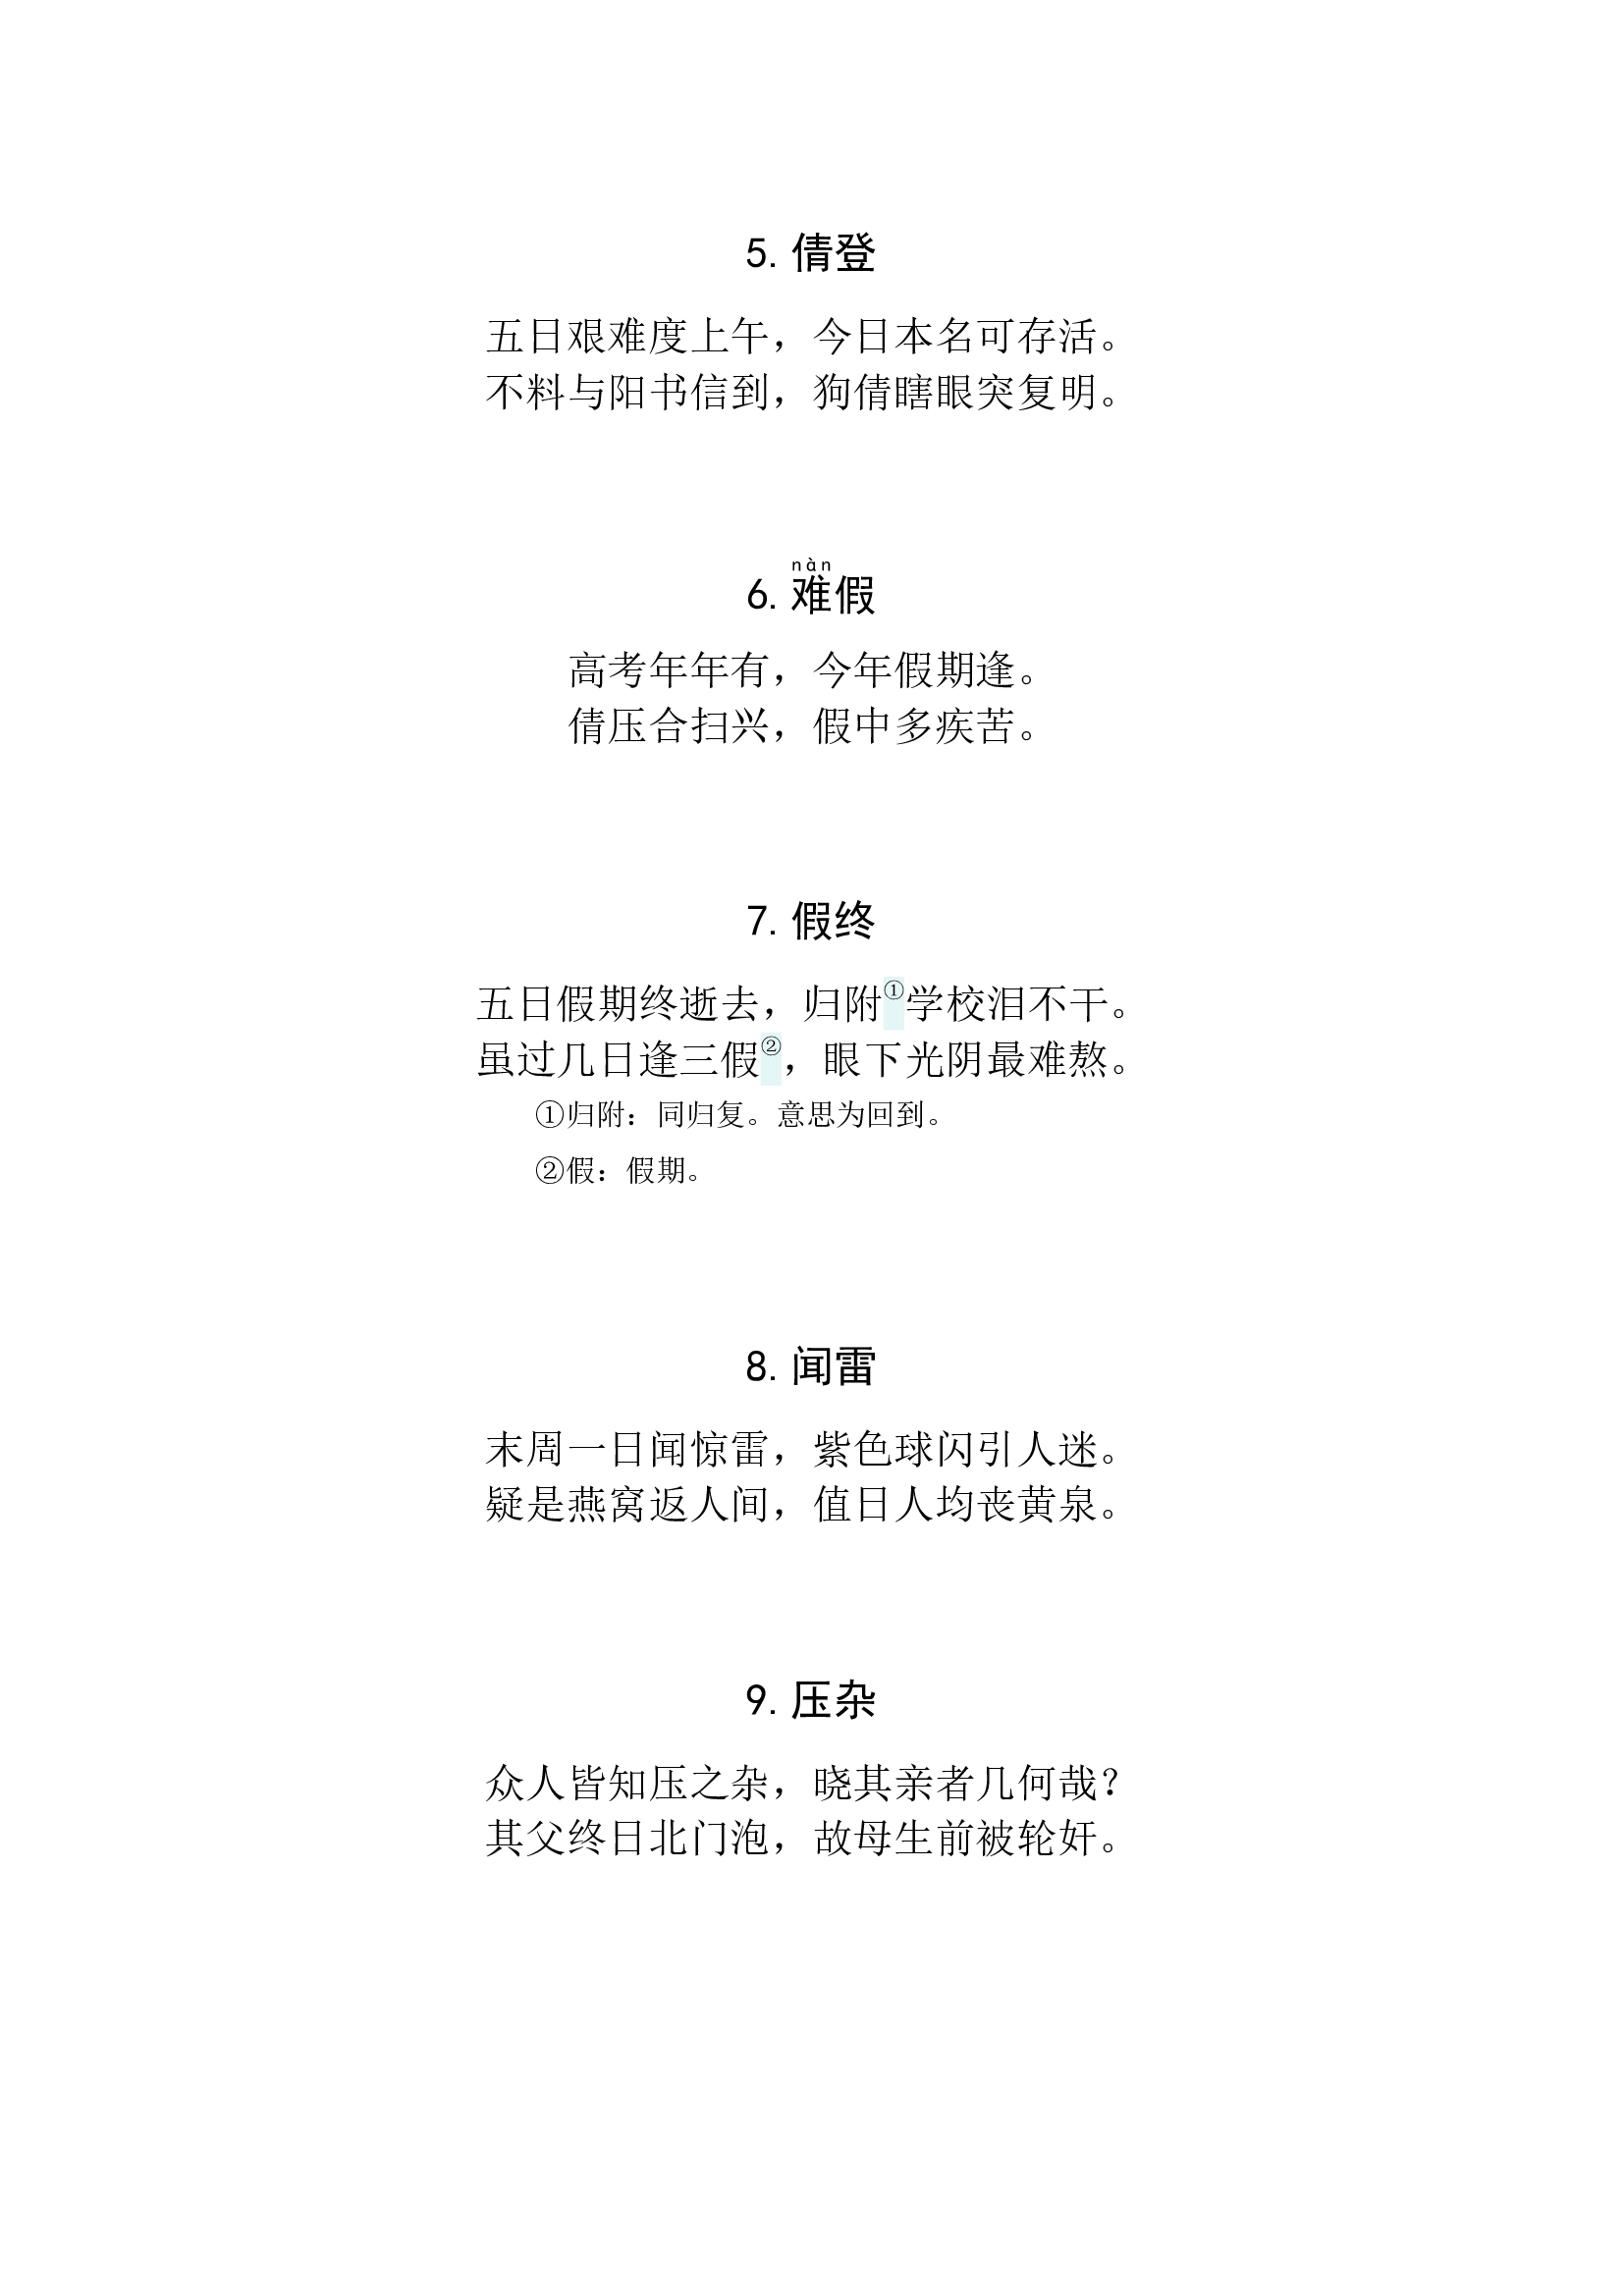 5.倩登
五日艰难度上午，今日本名可存活。
不料与阳书信到，狗倩瞎眼突复明。
nàn
6.难假
高考年年有，今年假期逢。
倩压合扫兴，假中多疾苦。
7.假终
五日假期终逝去，归附①学校泪不干。
虽过几日逢三假②，眼下光阴最难熬。
①归附：同归复。意思为回到。
②假：假期。
8.闻雷
末周一日闻惊雷，紫色球闪引人迷。
疑是燕窝返人间，值日人均丧黄泉。
9.压杂
众人皆知压之杂，晓其亲者几何哉？
其父终日北门泡，故母生前被轮奸。